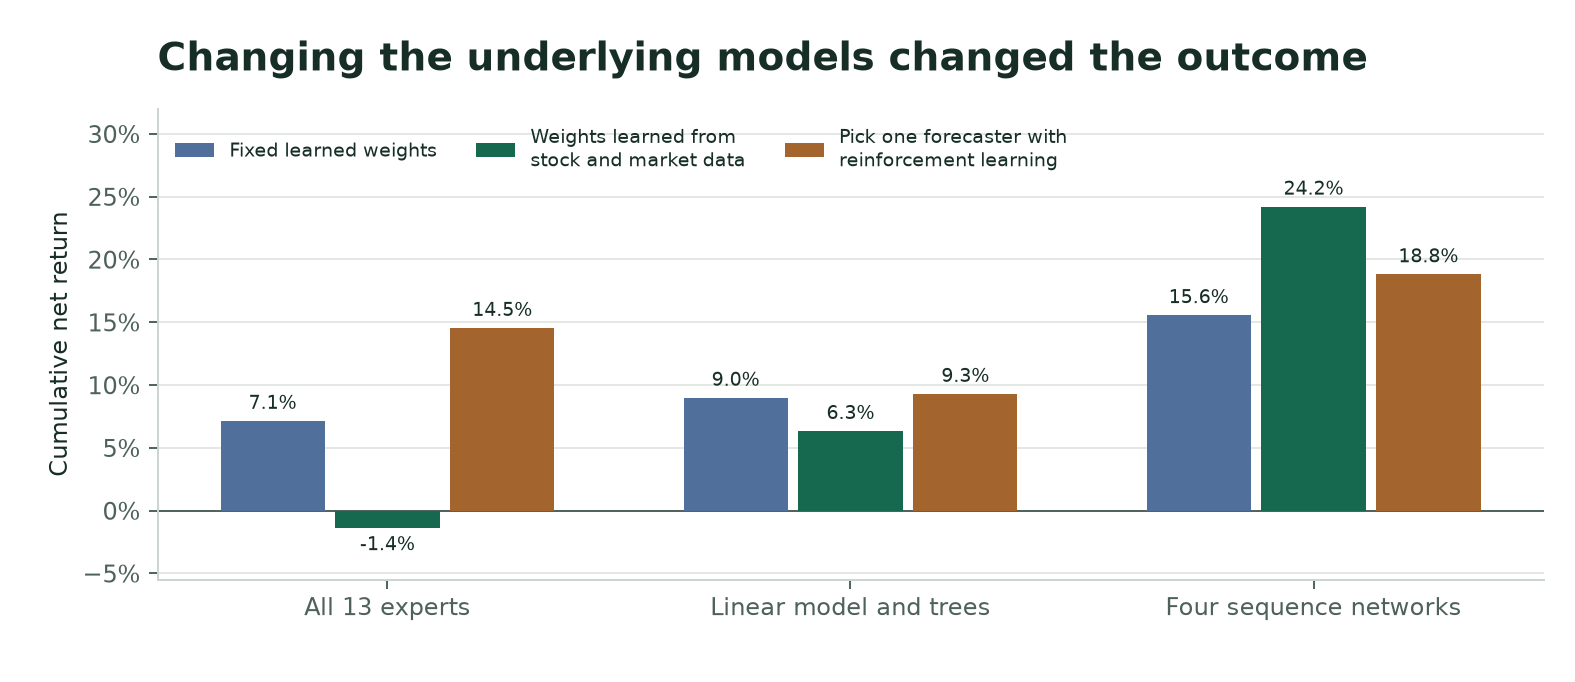 Changing the underlying models changed the outcome
Cumulative net return
30%
25%
20%
15%
10%
5%
0%
−5%
Fixed learned weights
Weights learned from
stock and market data
Pick one forecaster with
reinforcement learning
7.1%
-1.4%
14.5%
9.0%
6.3%
9.3%
15.6%
24.2%
18.8%
All 13 experts
Linear model and trees
Four sequence networks